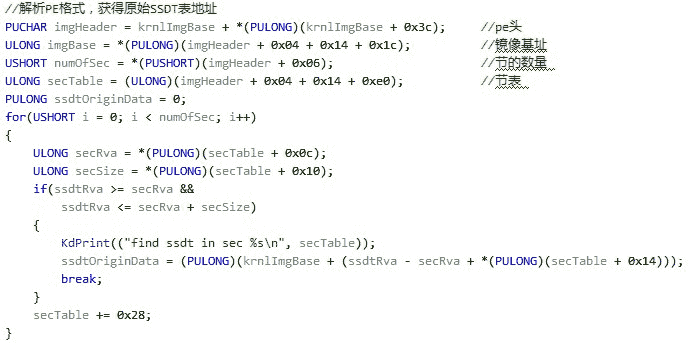 //解析PE格式，获得原始SSDT表地址
PUCHAR imgHeader = krnlImgBase + *(PULONG)(krnlImgBase + 0x3c);     //pe头
ULONG imgBase = *(PULONG)(imgHeader + 0x04 + 0x14 + 0x1c);          //镜像基址
USHORT numOfSec = *(PUSHORT)(imgHeader + 0x06);                     //节的数量
ULONG secTable = (ULONG)(imgHeader + 0x04 + 0x14 + 0xe0);           //节表
PULONG ssdtOriginData = 0;
for(USHORT i = 0; i < numOfSec; i++)
{
    ULONG secRva = *(PULONG)(secTable + 0x0c);
    ULONG secSize = *(PULONG)(secTable + 0x10);
    if(ssdtRva >= secRva &&
        ssdtRva <= secRva + secSize)
    {
        KdPrint(("find ssdt in sec %s\n", secTable));
        ssdtOriginData = (PULONG)(krnlImgBase + (ssdtRva - secRva + *(PULONG)(secTable + 0x14)));
        break;
    }
    secTable += 0x28;
}